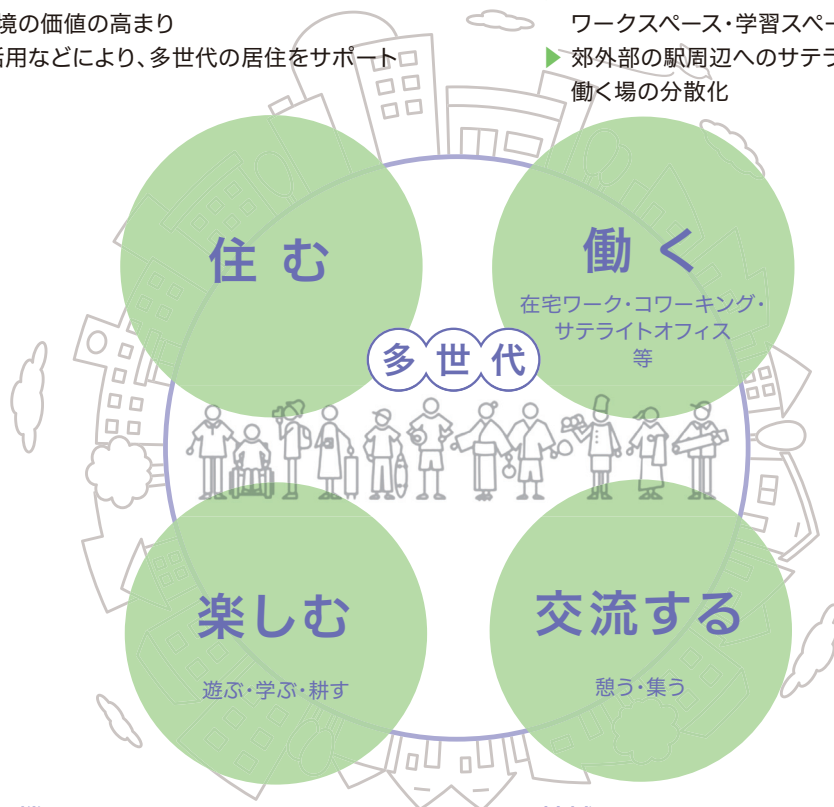 境の価値の高まり
活用などにより、多世代の居住をサポート
ワークスペース・学習スペー
▶ 郊外部の駅周辺へのサテラ
働く場の分散化
住む
働く
在宅ワーク・コワーキング・
サテライトオフィス
等
多世代
楽しむ
遊ぶ・学ぶ・耕す
交流する
憩う・集う